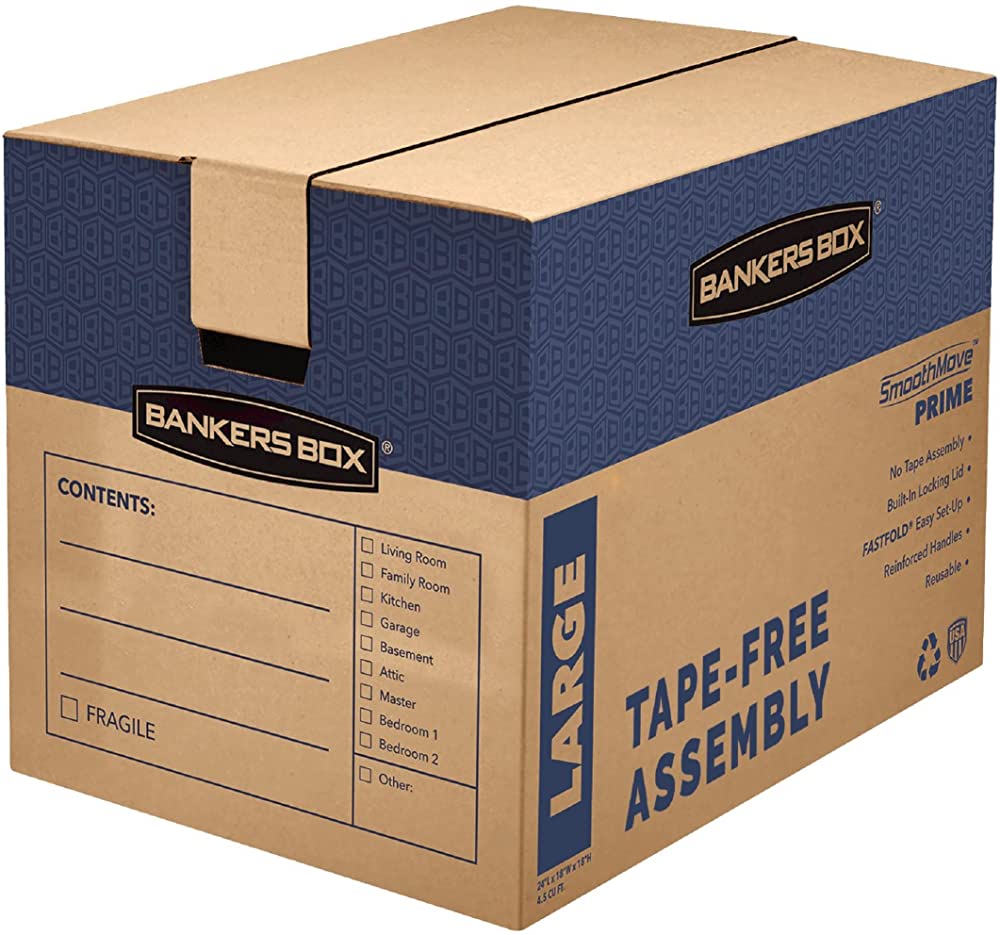 BANKERS BOX®
CONTENTS:
FRAGILE
Living Room
Family Room
Kitchen
Garage
Basement
Attic
Master
Bedroom 1
Bedroom 2
Other:
BANKERS BOX®
SmoothMove™
PRIME
No Tape Assembly •
Built-In Locking Lid •
FASTFOLD® Easy Set-Up •
Reinforced Handles •
Reusable •
USA
LARGE
TAPE-FREE
ASSEMBLY
24"L x 18"W x 18"H
4.5 CU FT.